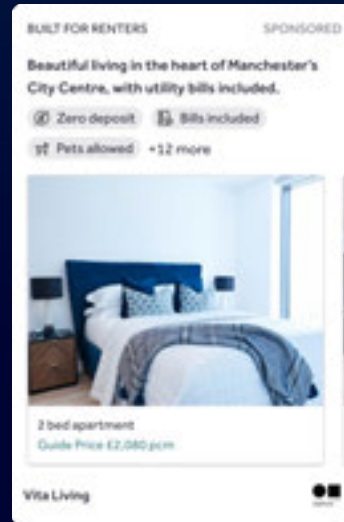 BUILT FOR RENTERS
SPONSORED
Beautiful living in the heart of Manchester's
City Centre, with utility bills included.
Zero deposit
Bills included
Pets allowed
+12 more
2 bed apartment
Guide Price £2,080 pcm
Vita Living